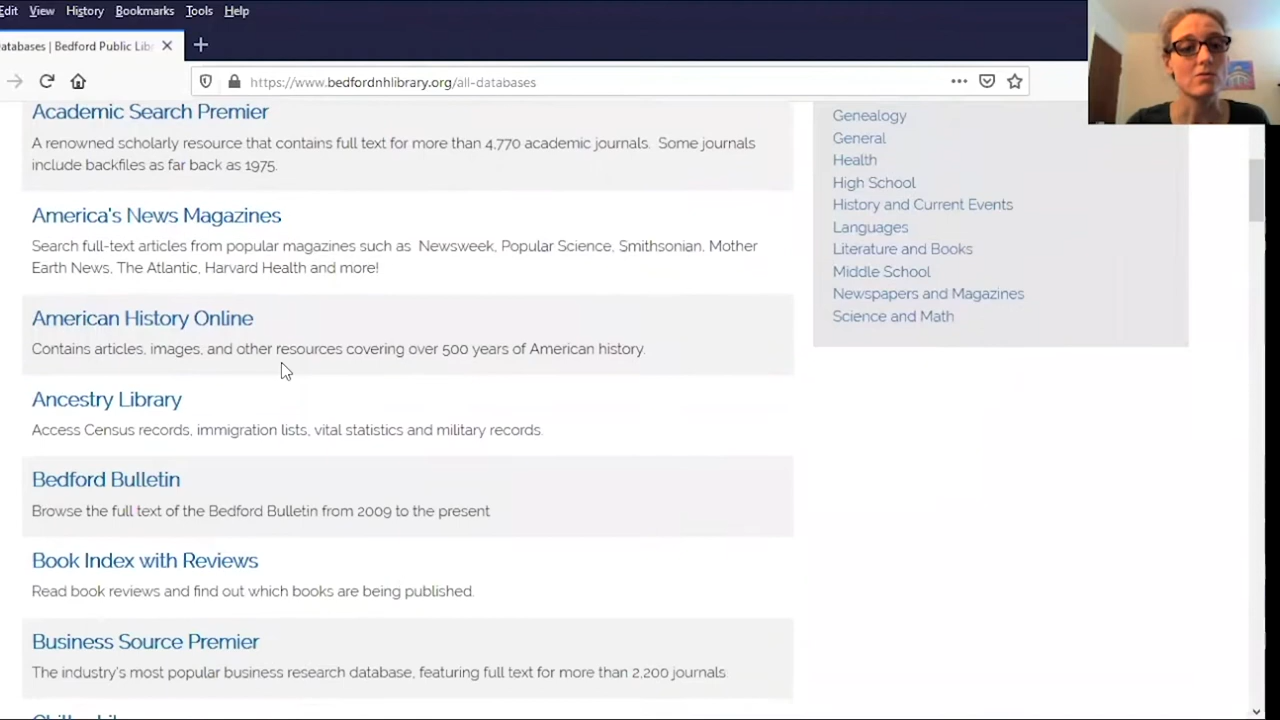 Edit View History Bookmarks Tools Help
atabases | Bedford Public Lib
https://www.bedfordnhlibrary.org/all-databases
Academic Search Premier
A renowned scholarly resource that contains full text for more than 4,770 academic journals. Some journals
include backfiles as far back as 1975.
America's News Magazines
Search full-text articles from popular magazines such as Newsweek, Popular Science, Smithsonian. Mother
Earth News, The Atlantic, Harvard Health and more!
American History Online
Contains articles, images, and other resources covering over 500 years of American history.
Ancestry Library
Access Census records, immigration lists, vital statistics and military records.
Bedford Bulletin
Browse the full text of the Bedford Bulletin from 2009 to the present
Book Index with Reviews
Read book reviews and find out which books are being published.
Business Source Premier
The industry's most popular business research database, featuring full text for more than 2,200 journals
Genealogy
General
Health
High School
History and Current Events
Languages
Literature and Books
Middle School
Newspapers and Magazines
Science and Math